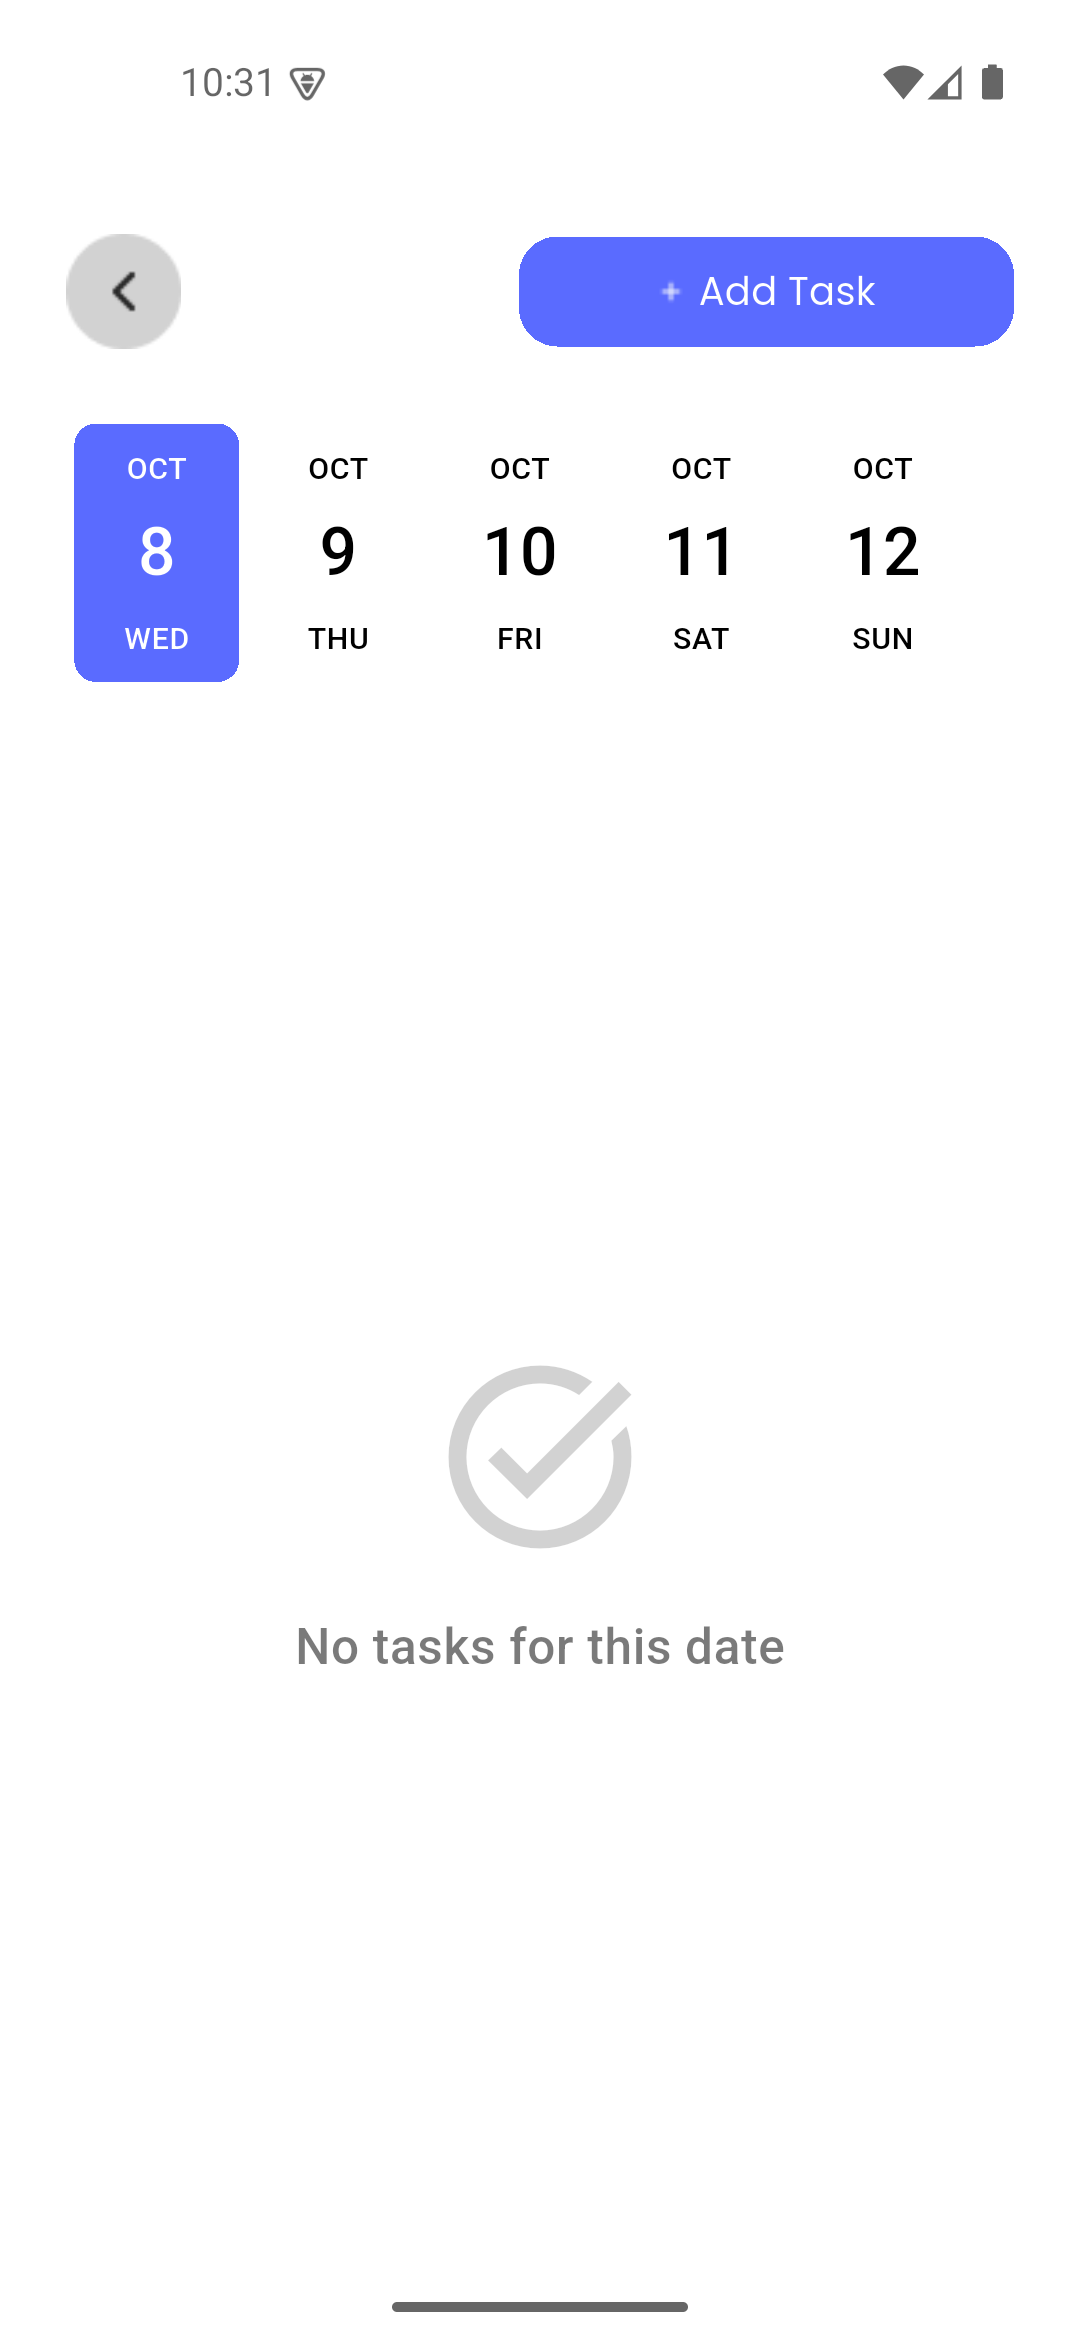 10:31
+ Add Task
OCT OCT OCT OCT OCT
8 9 10 11 12
WED THU FRI SAT SUN
No tasks for this date